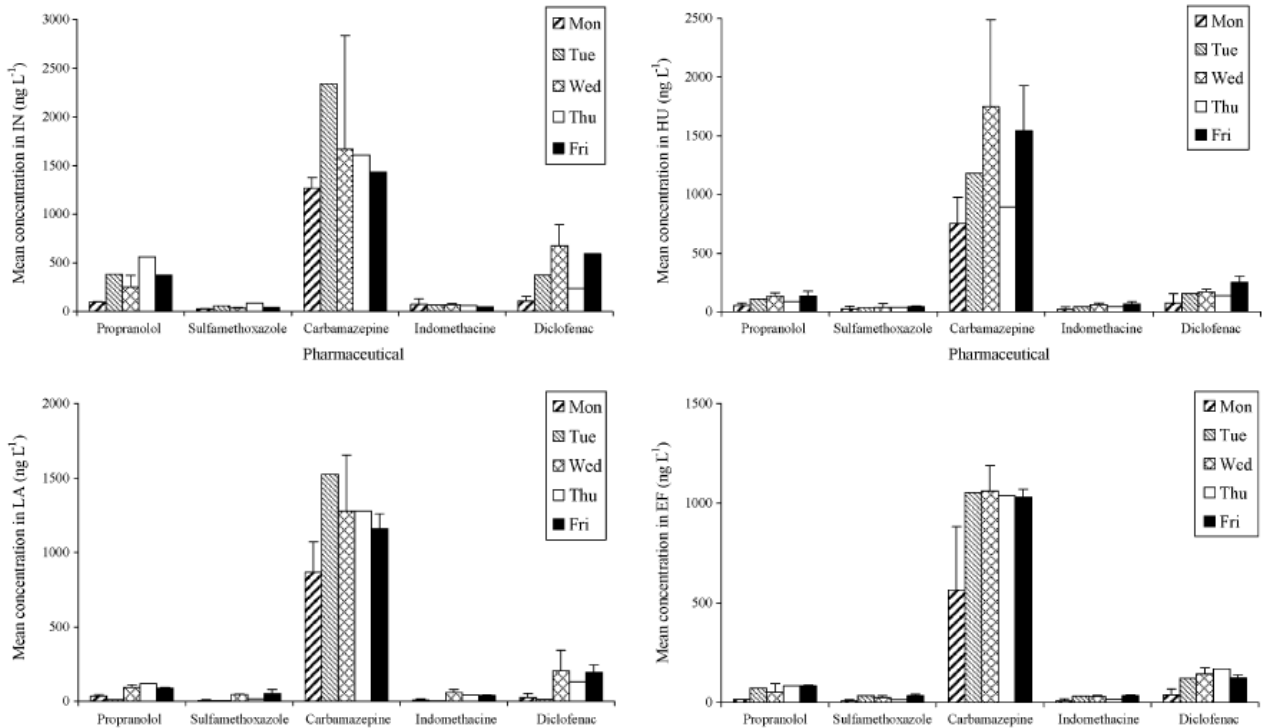 Mean concentration in IN (ng L⁻¹)
3000
2500
2000
1500
1000
500
0
Mon
Tue
Wed
Thu
Fri
Propranolol Sulfamethoxazole Carbamazepine Indomethacine Diclofenac
Pharmaceutical
Mean concentration in HU (ng L⁻¹)
2500
2000
1500
1000
500
0
Mon
Tue
Wed
Thu
Fri
Propranolol Sulfamethoxazole Carbamazepine Indomethacine Diclofenac
Pharmaceutical
Mean concentration in LA (ng L⁻¹)
2000
1500
1000
500
0
Mon
Tue
Wed
Thu
Fri
Propranolol Sulfamethoxazole Carbamazepine Indomethacine Diclofenac
Mean concentration in EF (ng L⁻¹)
1500
1000
500
0
Mon
Tue
Wed
Thu
Fri
Propranolol Sulfamethoxazole Carbamazepine Indomethacine Diclofenac